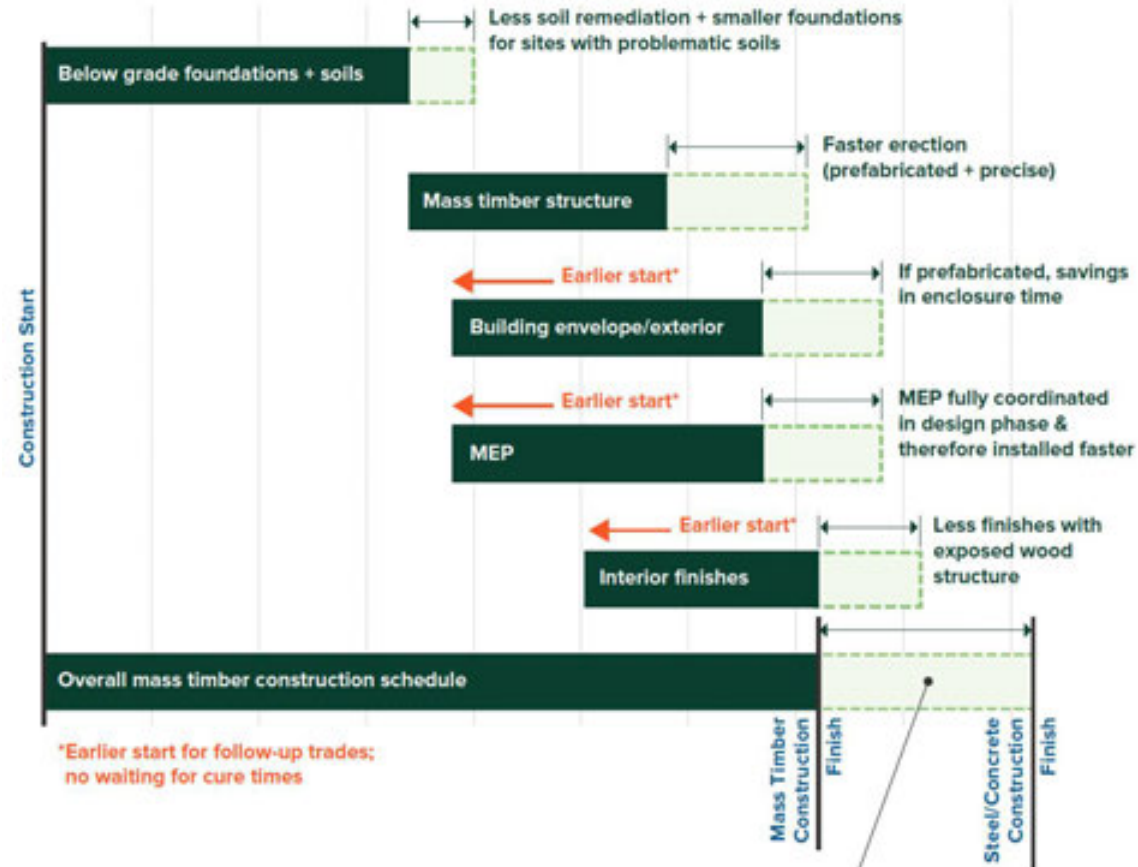 Less soil remediation + smaller foundations
for sites with problematic soils
Below grade foundations + soils
Faster erection
(prefabricated + precise)
Mass timber structure
Earlier start*
If prefabricated, savings
in enclosure time
Building envelope/exterior
Earlier start*
MEP fully coordinated
in design phase &
therefore installed faster
MEP
Earlier start*
Less finishes with
exposed wood
structure
Interior finishes
Construction Start
Overall mass timber construction schedule
*Earlier start for follow-up trades;
no waiting for cure times
Mass Timber
Construction
Finish
Steel/Concrete
Construction
Finish